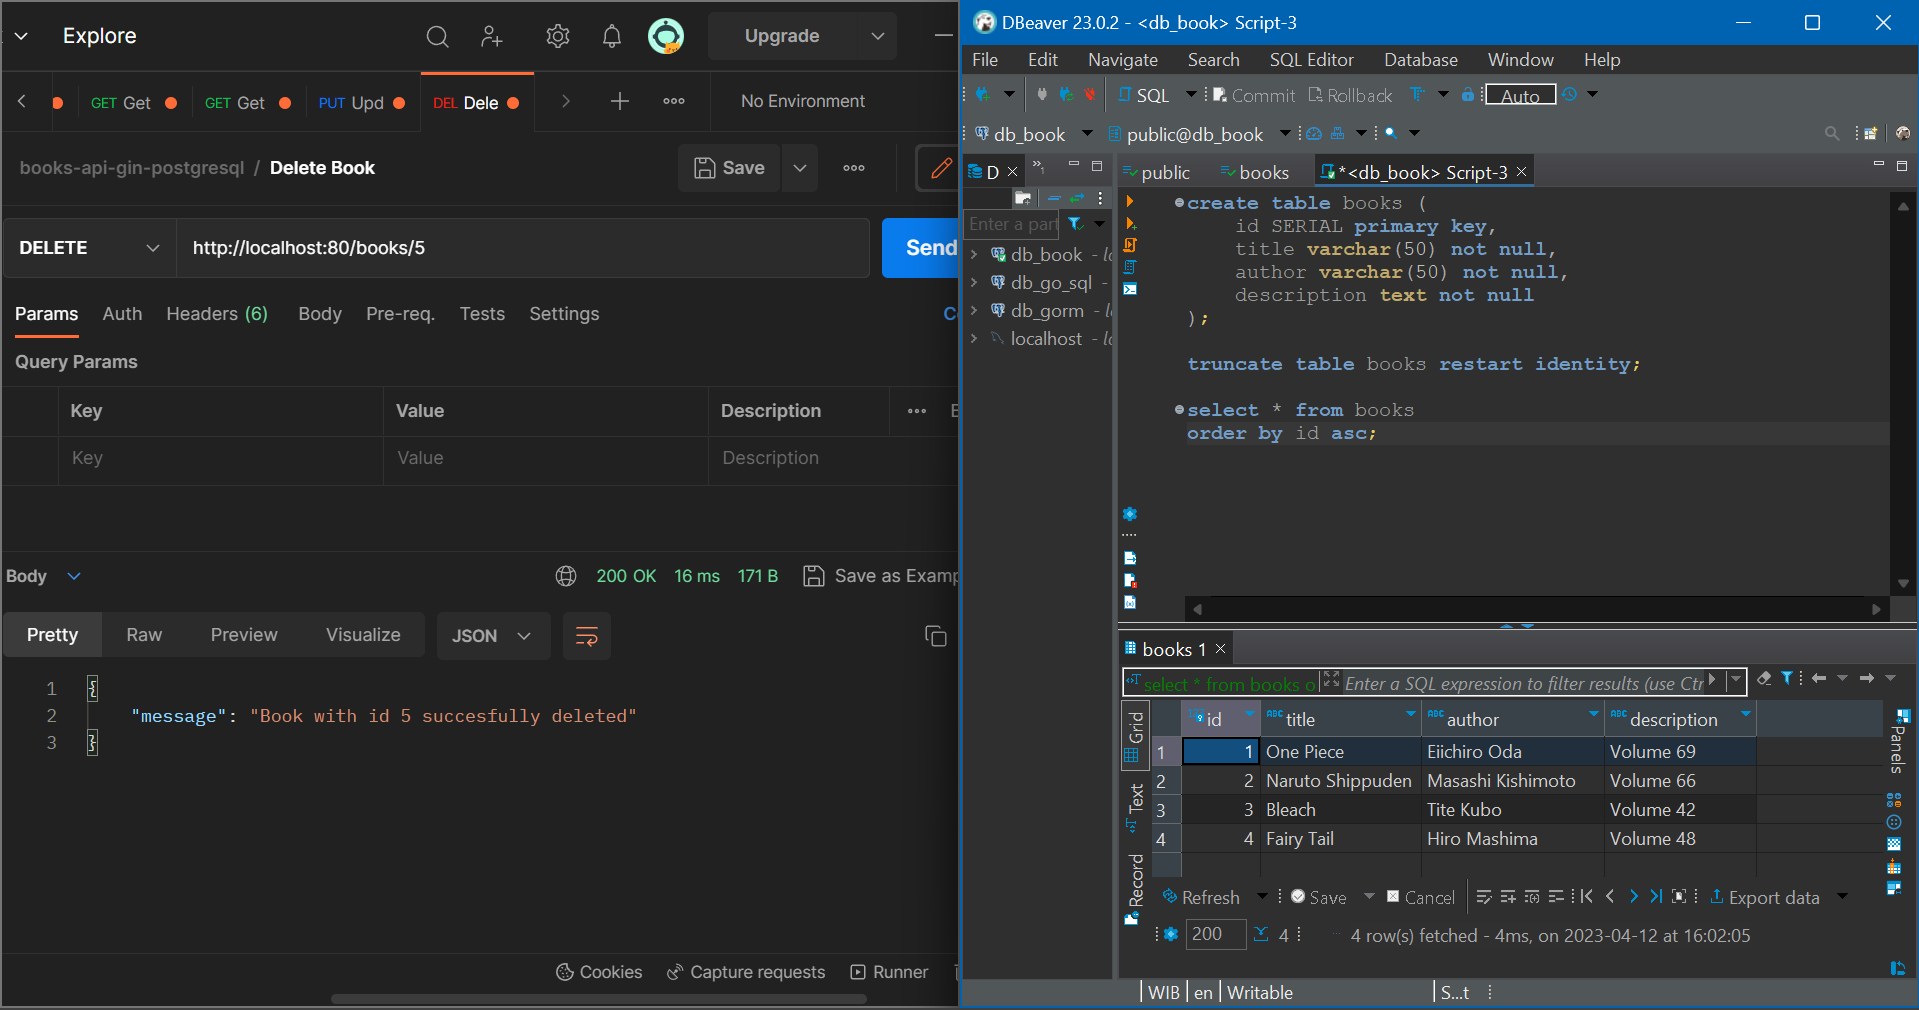 Explore
Upgrade
GET Get
GET Get
PUT Upd
DEL Dele
No Environment
books-api-gin-postgresql / Delete Book
Save
DELETE
http://localhost:80/books/5
Send
Params Auth Headers (6) Body Pre-req. Tests Settings
Query Params
Key Value Description
Key Value Description
Body
200 OK 16 ms 171 B Save as Examp
Pretty Raw Preview Visualize JSON
1 {
2 "message": "Book with id 5 succesfully deleted"
3 }
Cookies Capture requests Runner
DBeaver 23.0.2 - <db_book> Script-3
File Edit Navigate Search SQL Editor Database Window Help
SQL Commit Rollback Auto
db_book public@db_book
D
public books *<db_book> Script-3
Enter a part
db_book - lo
db_go_sql -
db_gorm - l
localhost - lo
create table books (
id SERIAL primary key,
title varchar(50) not null,
author varchar(50) not null,
description text not null
);
truncate table books restart identity;
select * from books
order by id asc;
books 1
select * from books o Enter a SQL expression to filter results (use Ctr
Grid
Text
Record
Panels
id title author description
1 1 One Piece Eiichiro Oda Volume 69
2 2 Naruto Shippuden Masashi Kishimoto Volume 66
3 3 Bleach Tite Kubo Volume 42
4 4 Fairy Tail Hiro Mashima Volume 48
Refresh Save Cancel Export data
200 4 4 row(s) fetched - 4ms, on 2023-04-12 at 16:02:05
WIB en Writable S...t